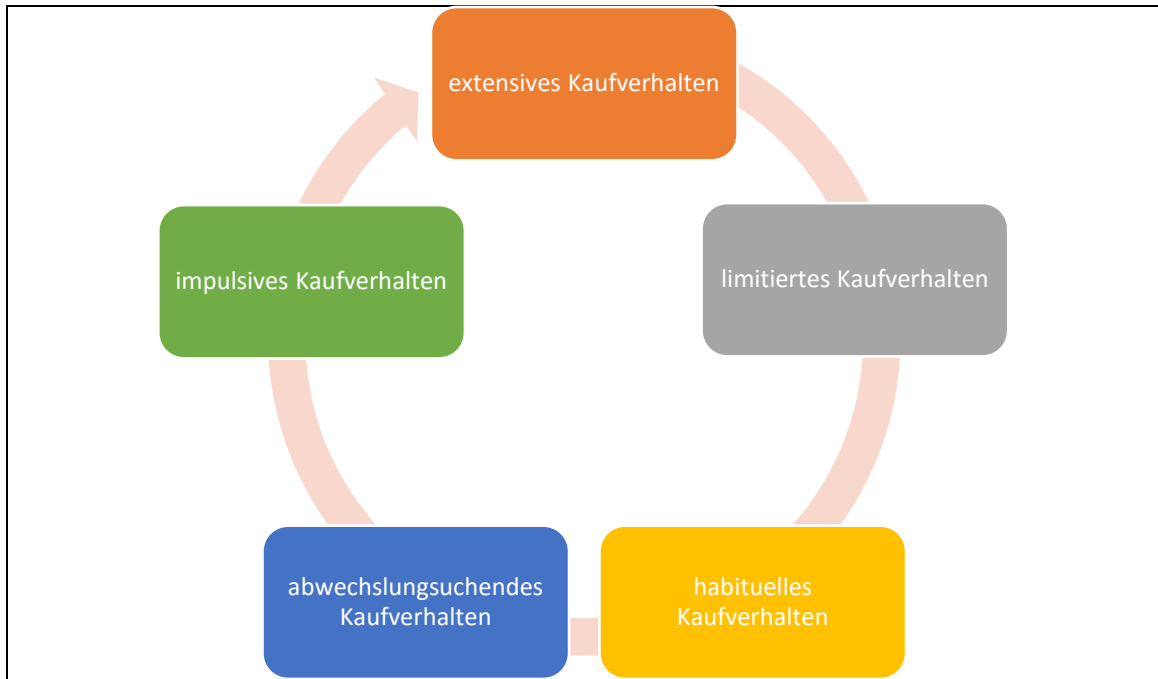 extensives Kaufverhalten
impulsives Kaufverhalten
limitiertes Kaufverhalten
abwechslungsuchendes
Kaufverhalten
habituelles
Kaufverhalten